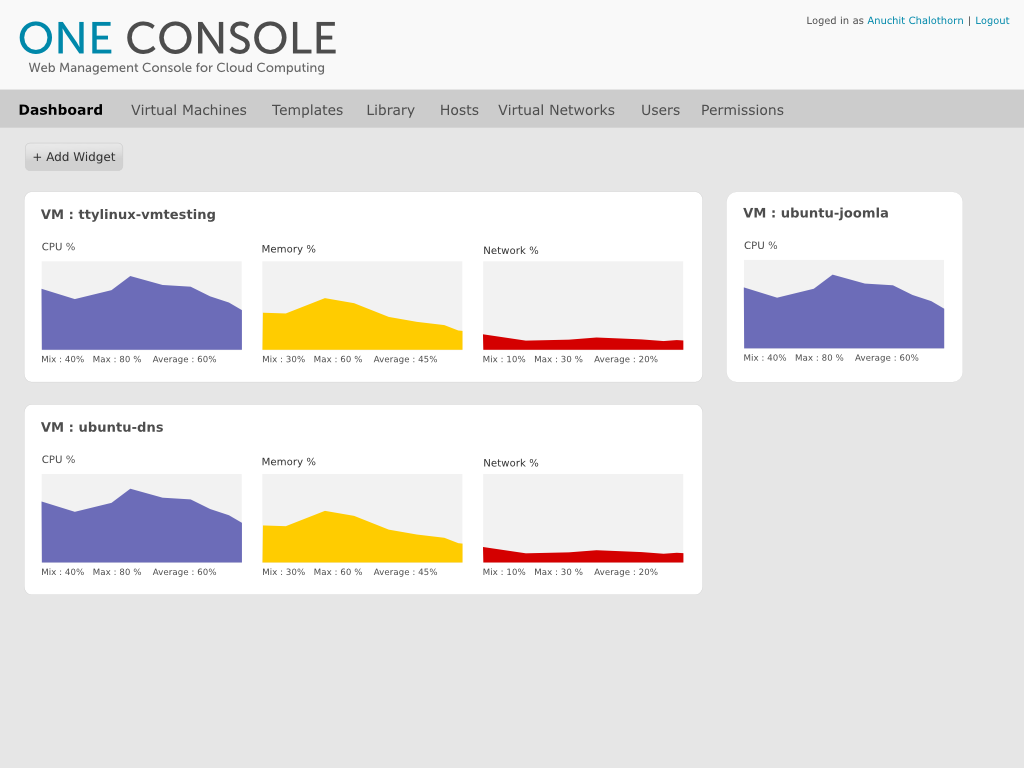 ONE CONSOLE
Web Management Console for Cloud Computing
Loged in as Anuchit Chalothorn | Logout
Dashboard Virtual Machines Templates Library Hosts Virtual Networks Users Permissions
+ Add Widget
VM : ttylinux-vmtesting
CPU %
Memory %
Network %
Mix : 40% Max : 80 % Average : 60%
Mix : 30% Max : 60 % Average : 45%
Mix : 10% Max : 30 % Average : 20%
VM : ubuntu-joomla
CPU %
Mix : 40% Max : 80 % Average : 60%
VM : ubuntu-dns
CPU %
Memory %
Network %
Mix : 40% Max : 80 % Average : 60%
Mix : 30% Max : 60 % Average : 45%
Mix : 10% Max : 30 % Average : 20%